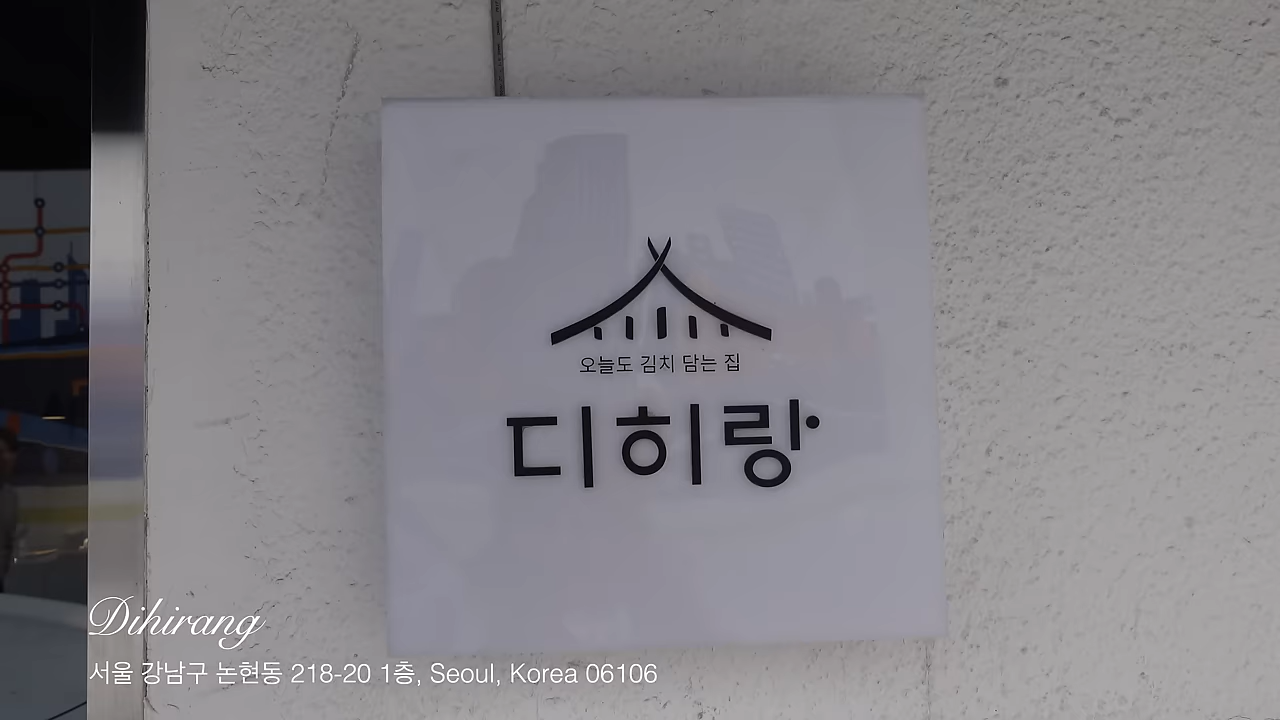 오늘도 김치 담는 집
디히랑
Dihirang
서울 강남구 논현동 218-20 1층, Seoul, Korea 06106